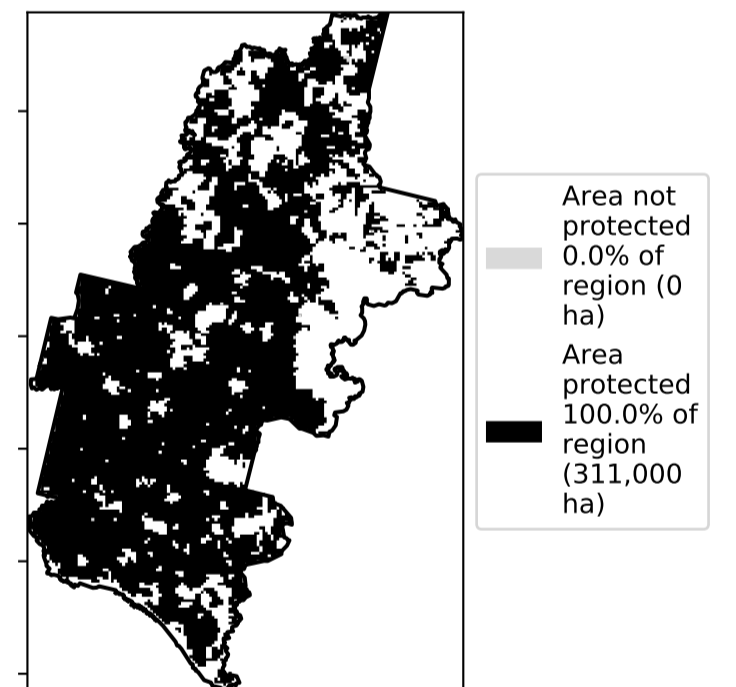 Area not
protected
0.0% of
region (0
ha)
Area
protected
100.0% of
region
(311,000
ha)